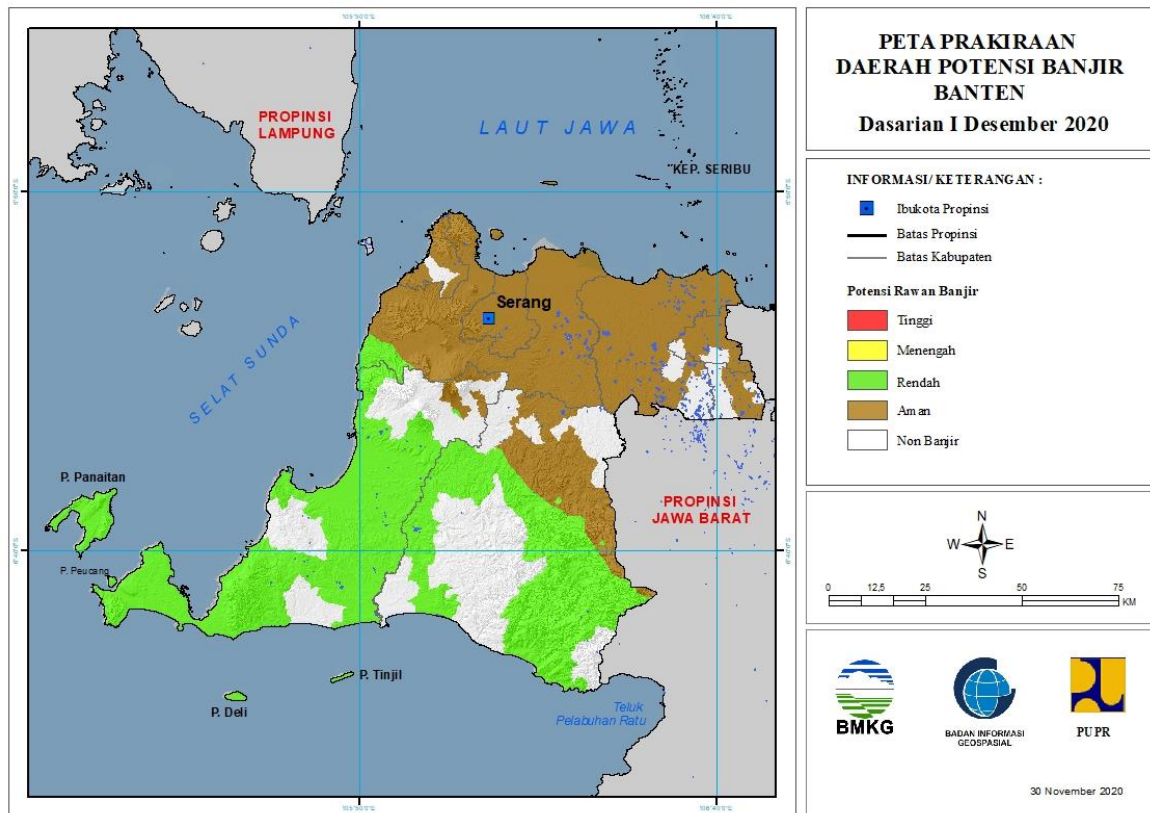 PETA PRAKIRAAN
DAERAH POTENSI BANJIR
BANTEN
Dasarian I Desember 2020
INFORMASI/ KETERANGAN :
Ibukota Propinsi
Batas Propinsi
Batas Kabupaten
Potensi Rawan Banjir
Tinggi
Menengah
Rendah
Aman
Non Banjir
N
W E
S
0 12,5 25 50 75
KM
BMKG
BADAN INFORMASI
GEOSPASIAL
PUPR
30 November 2020
PROPINSI
LAMPUNG
LAUT JAWA
KEP. SERIBU
Serang
SELAT SUNDA
P. Panaitan
PROPINSI
JAWA BARAT
P. Peucang
P. Tinjil
P. Deli
Teluk
Pelabuhan Ratu